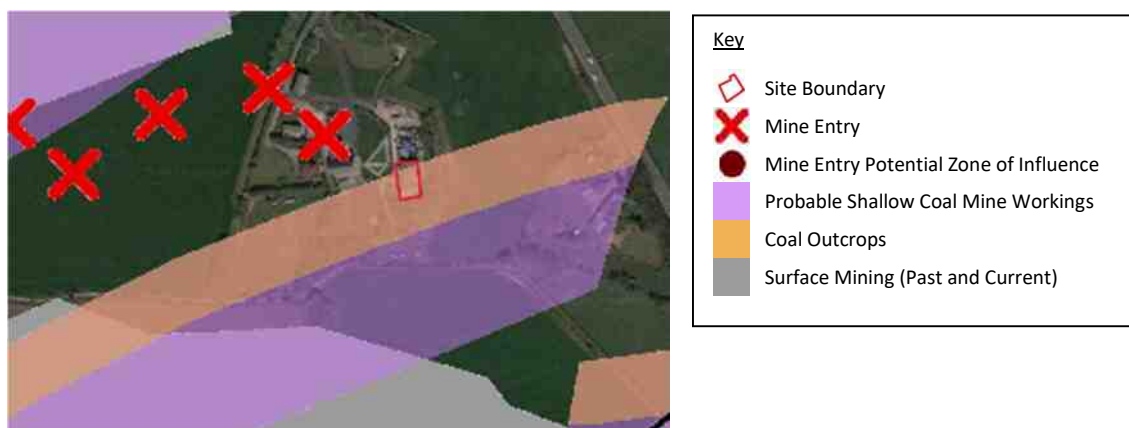 Key
Site Boundary
Mine Entry
Mine Entry Potential Zone of Influence
Probable Shallow Coal Mine Workings
Coal Outcrops
Surface Mining (Past and Current)